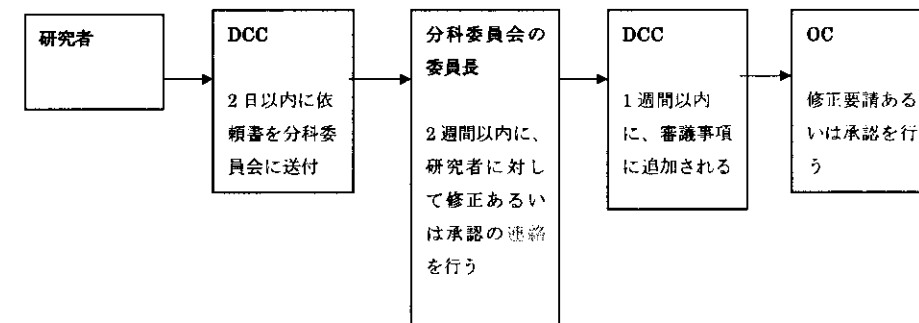 研究者
DCC
2日以内に依
頼書を分科委
員会に送付
分科委員会の
委員長
2週間以内に、
研究者に対し
て修正あるい
は承認の連絡
を行う
DCC
1週間以内
に、審議事項
に追加される
OC
修正要請ある
いは承認を行
う